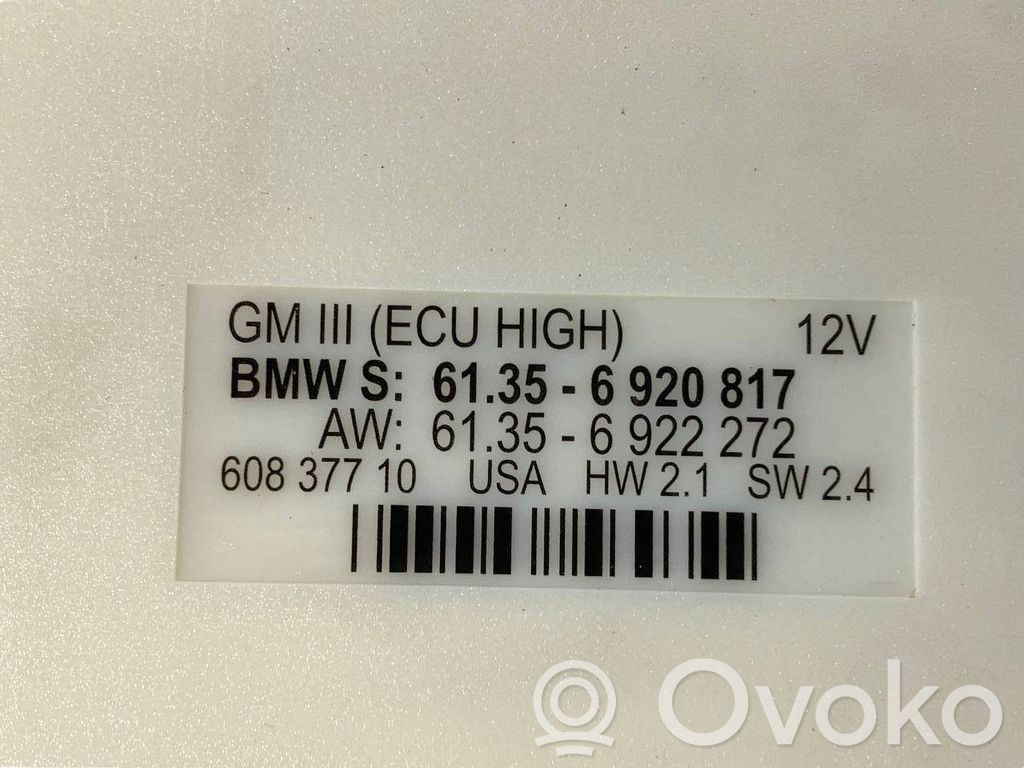 GM III (ECU HIGH) 12V
BMW S: 61.35 - 6 920 817
AW: 61.35 - 6 922 272
608 377 10 USA HW 2.1 SW 2.4
Ovoko